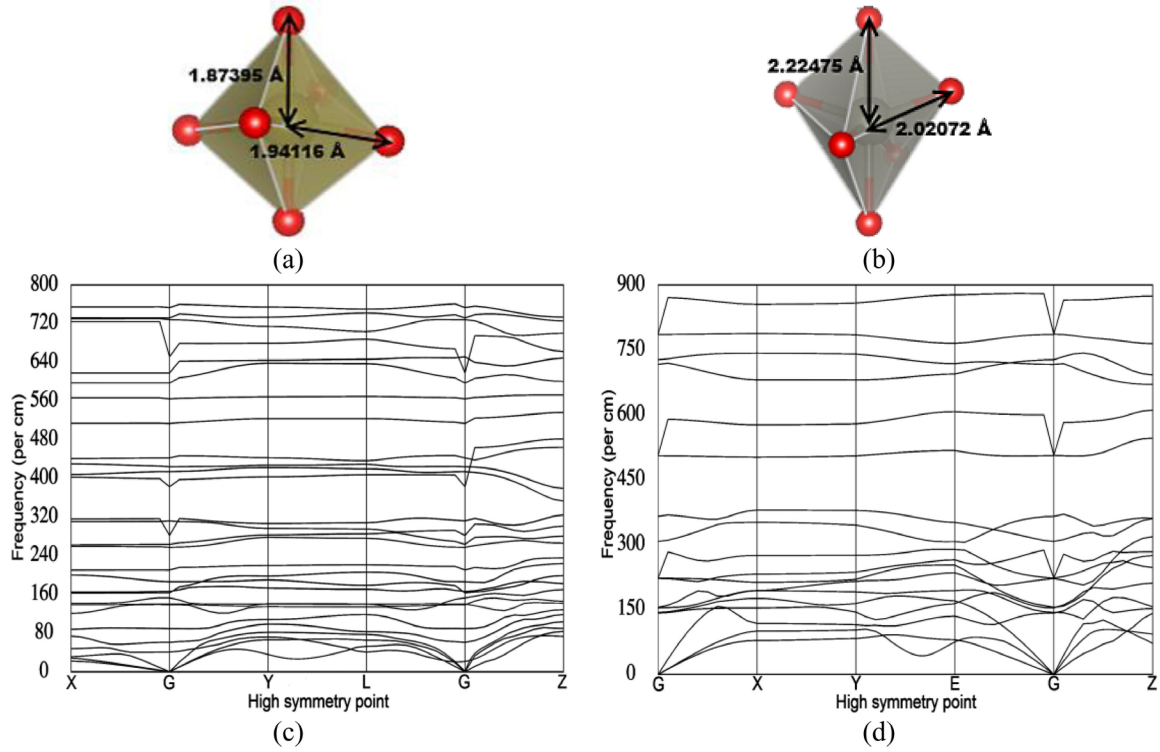 1.87395 Å
1.94116 Å
(a)
2.22475 Å
2.02072 Å
(b)
800
720
640
560
480
400
320
240
160
80
0
Frequency (per cm)
X G Y L G Z
High symmetry point
(c)
900
750
600
450
300
150
0
Frequency (per cm)
G X Y E G Z
High symmetry point
(d)